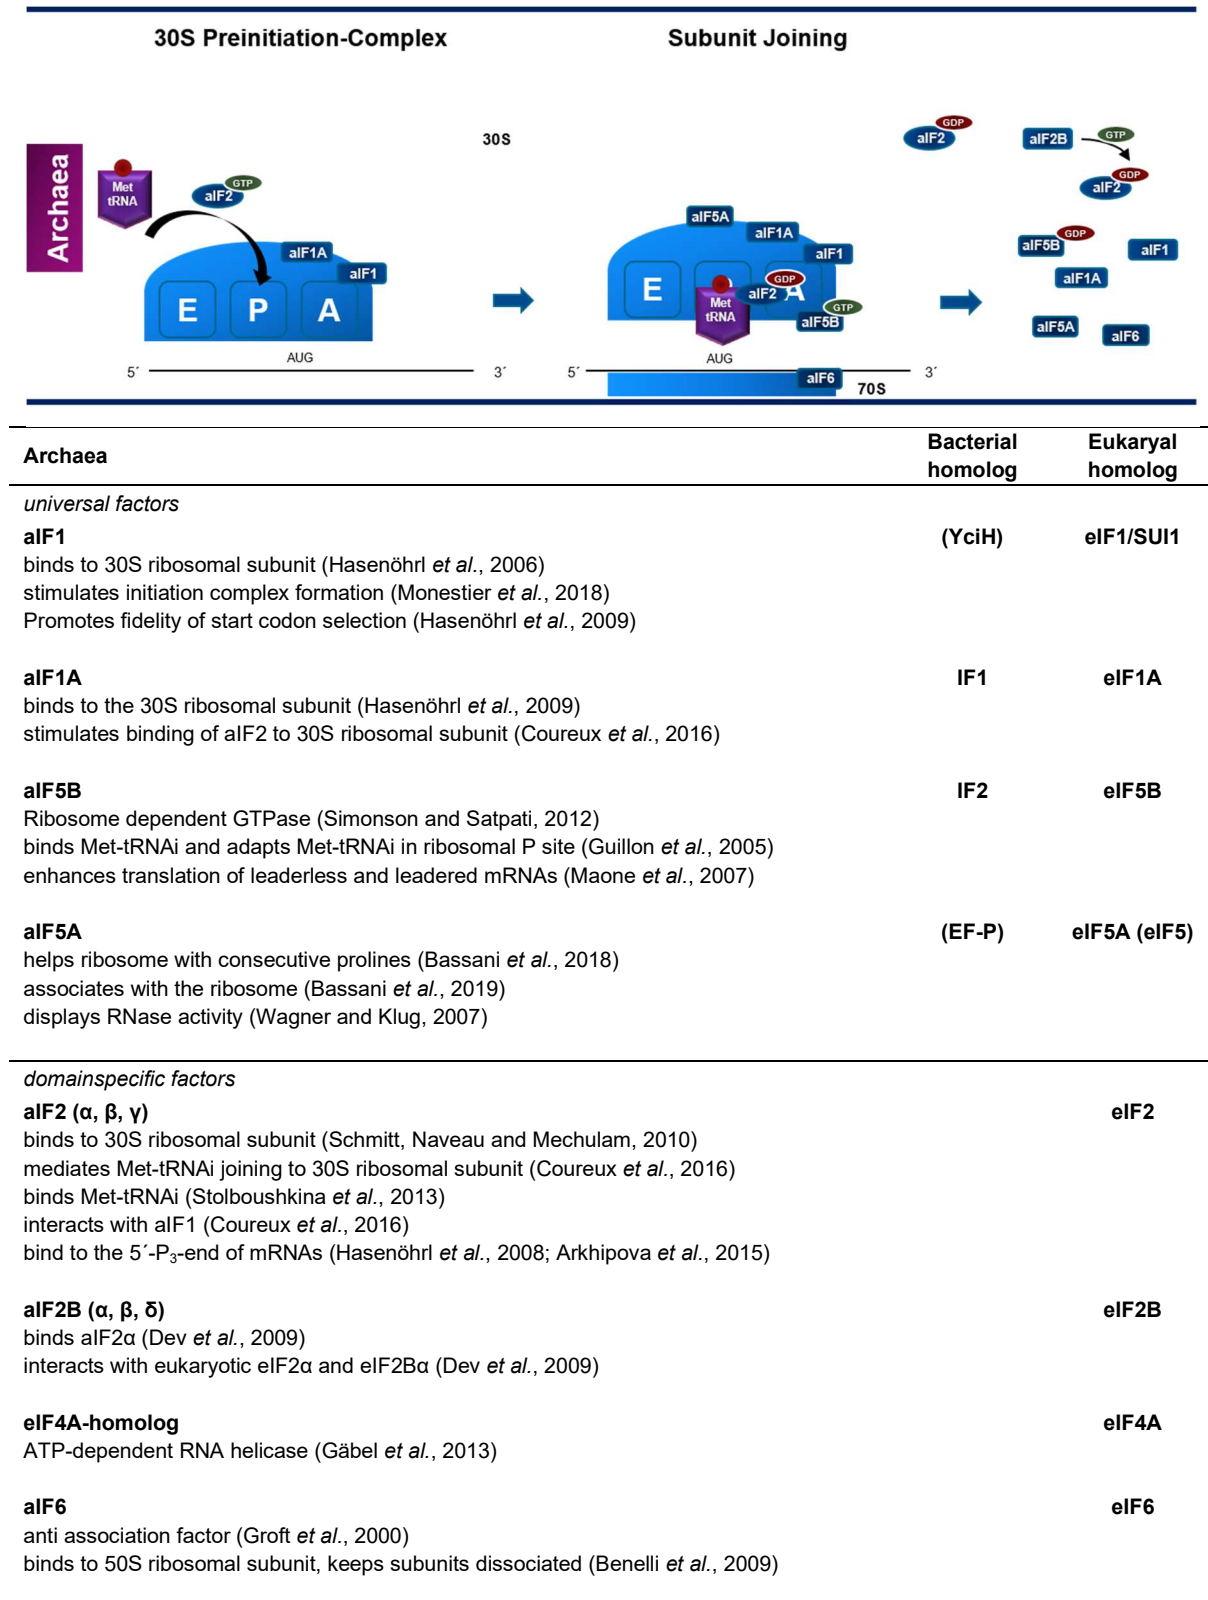 30S Preinitiation-Complex
Subunit Joining
Archaea
Met
tRNA
aIF2
GTP
30S
aIF1A
aIF1
E
P
A
AUG
5´
3´
aIF5A
aIF1A
aIF1
E
Met
tRNA
aIF2
GDP
A
GTP
aIF5B
AUG
5´
3´
aIF6
70S
GDP
aIF2
aIF2B
GTP
GDP
aIF2
GDP
aIF5B
aIF1
aIF1A
aIF5A
aIF6
Archaea
Bacterial
homolog
Eukaryal
homolog
universal factors
aIF1 (YciH) eIF1/SUI1
binds to 30S ribosomal subunit (Hasenöhrl et al., 2006)
stimulates initiation complex formation (Monestier et al., 2018)
Promotes fidelity of start codon selection (Hasenöhrl et al., 2009)
aIF1A IF1 eIF1A
binds to the 30S ribosomal subunit (Hasenöhrl et al., 2009)
stimulates binding of aIF2 to 30S ribosomal subunit (Coureux et al., 2016)
aIF5B IF2 eIF5B
Ribosome dependent GTPase (Simonson and Satpati, 2012)
binds Met-tRNAi and adapts Met-tRNAi in ribosomal P site (Guillon et al., 2005)
enhances translation of leaderless and leadered mRNAs (Maone et al., 2007)
aIF5A (EF-P) eIF5A (eIF5)
helps ribosome with consecutive prolines (Bassani et al., 2018)
associates with the ribosome (Bassani et al., 2019)
displays RNase activity (Wagner and Klug, 2007)
domainspecific factors
aIF2 (α, β, γ) eIF2
binds to 30S ribosomal subunit (Schmitt, Naveau and Mechulam, 2010)
mediates Met-tRNAi joining to 30S ribosomal subunit (Coureux et al., 2016)
binds Met-tRNAi (Stolboushkina et al., 2013)
interacts with aIF1 (Coureux et al., 2016)
bind to the 5´-P₃-end of mRNAs (Hasenöhrl et al., 2008; Arkhipova et al., 2015)
aIF2B (α, β, δ) eIF2B
binds aIF2α (Dev et al., 2009)
interacts with eukaryotic eIF2α and eIF2Bα (Dev et al., 2009)
eIF4A-homolog eIF4A
ATP-dependent RNA helicase (Gäbel et al., 2013)
aIF6 eIF6
anti association factor (Groft et al., 2000)
binds to 50S ribosomal subunit, keeps subunits dissociated (Benelli et al., 2009)